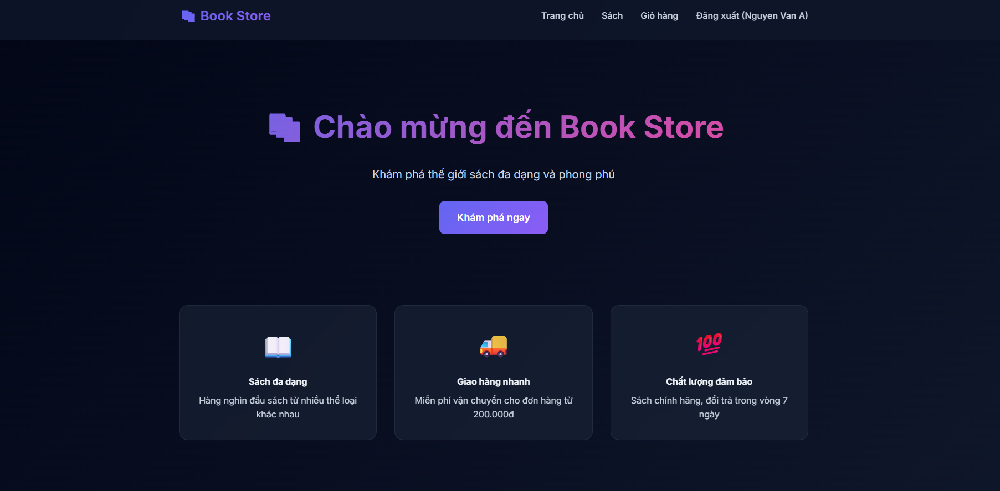 Book Store
Trang chủ
Sách
Giỏ hàng
Đăng xuất (Nguyen Van A)
Chào mừng đến Book Store
Khám phá thế giới sách đa dạng và phong phú
Khám phá ngay
100
Sách đa dạng
Hàng nghìn đầu sách từ nhiều thể loại
khác nhau
Giao hàng nhanh
Miễn phí vận chuyển cho đơn hàng từ
200.000đ
Chất lượng đảm bảo
Sách chính hãng, đổi trả trong vòng 7
ngày